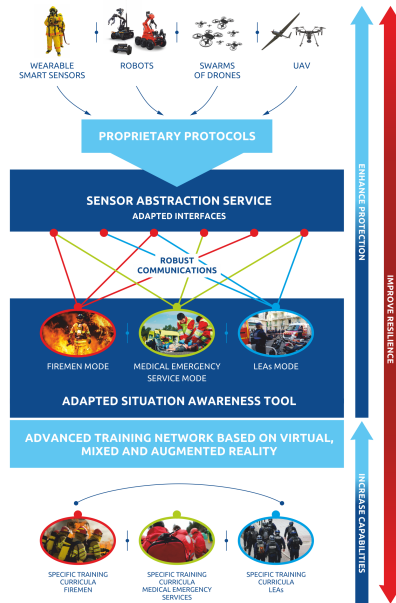 WEARABLE
SMART SENSORS
ROBOTS
SWARMS
OF DRONES
UAV
PROPRIETARY PROTOCOLS
SENSOR ABSTRACTION SERVICE
ADAPTED INTERFACES
ROBUST
COMMUNICATIONS
FIREMEN MODE
MEDICAL EMERGENCY
SERVICE MODE
LEAs MODE
ADAPTED SITUATION AWARENESS TOOL
ADVANCED TRAINING NETWORK BASED ON VIRTUAL,
MIXED AND AUGMENTED REALITY
SPECIFIC TRAINING
CURRICULA
FIREMEN
SPECIFIC TRAINING
CURRICULA
MEDICAL EMERGENCY
SERVICES
SPECIFIC TRAINING
CURRICULA
LEAs
ENHANCE PROTECTION
INCREASE CAPABILITIES
IMPROVE RESILIENCE